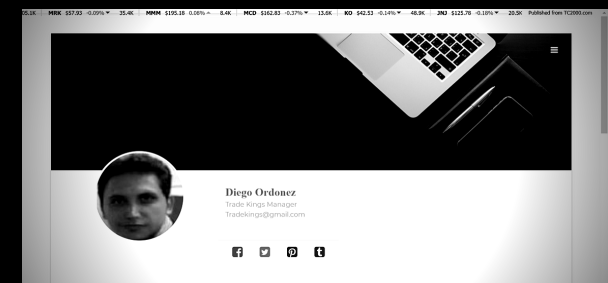 05.1K MRK $57.93 -0.09% ▼ 35.4K MMM $195.18 0.08% ▲ 8.4K MCD $162.83 -0.37% ▼ 13.6K KO $42.53 -0.14% ▼ 48.9K JNJ $125.78 -0.18% ▼ 20.5K Published from TC2000.com
Diego Ordonez
Trade Kings Manager
Tradekings@gmail.com